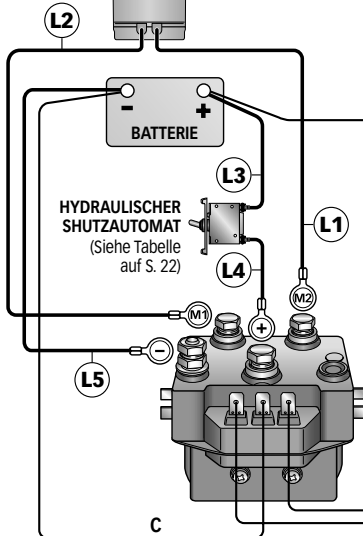 L2
- +
BATTERIE
L3
HYDRAULISCHER
SHUTZAUTOMAT
(Siehe Tabelle
auf S. 22)
L1
L4
M2
M1
+
-
L5
C